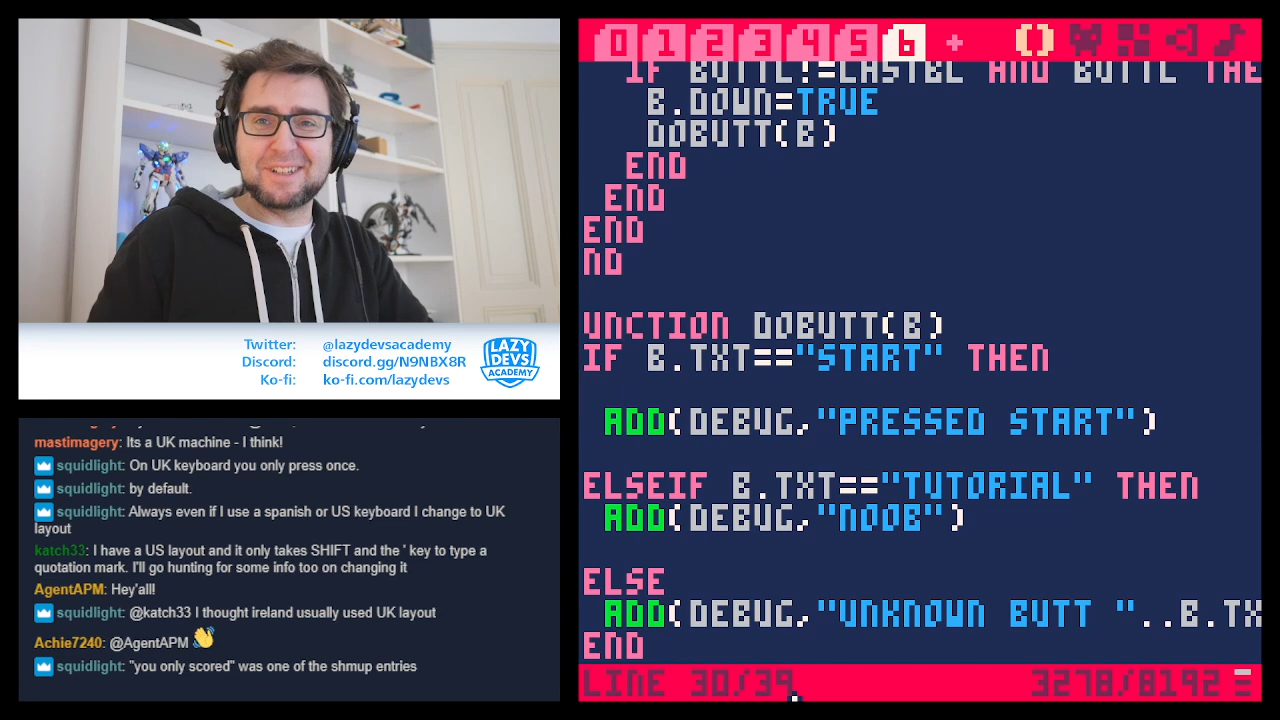 Twitter: @lazydevsacademy
Discord: discord.gg/N9NBX8R
Ko-fi: ko-fi.com/lazydevs
LAZY
DEVS
ACADEMY
mastimagery: Its a UK machine - I think!
squidlight: On UK keyboard you only press once.
squidlight: by default.
squidlight: Always even if I use a spanish or US keyboard I change to UK
layout
katch33: I have a US layout and it only takes SHIFT and the ' key to type a
quotation mark. I'll go hunting for some info too on changing it
AgentAPM: Hey'all!
squidlight: @katch33 I thought ireland usually used UK layout
Achie7240: @AgentAPM
squidlight: "you only scored" was one of the shmup entries
0 1 2 3 4 5 6 +
IF BUTTL!=LASTBL AND BUTTL THE
B.DOWN=TRUE
DOBUTT(B)
END
END
END
ND
UNCTION DOBUTT(B)
IF B.TXT=="START" THEN
ADD(DEBUG,"PRESSED START")
ELSEIF B.TXT=="TUTORIAL" THEN
ADD(DEBUG,"NOOB")
ELSE
ADD(DEBUG,"UNKNOWN BUTT "..B.TX
END
LINE 30/39
3278/8192